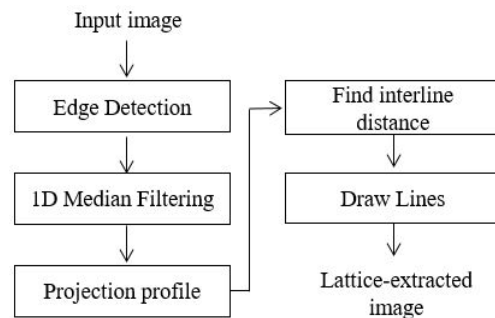 Input image
Edge Detection
1D Median Filtering
Projection profile
Find interline
distance
Draw Lines
Lattice-extracted
image